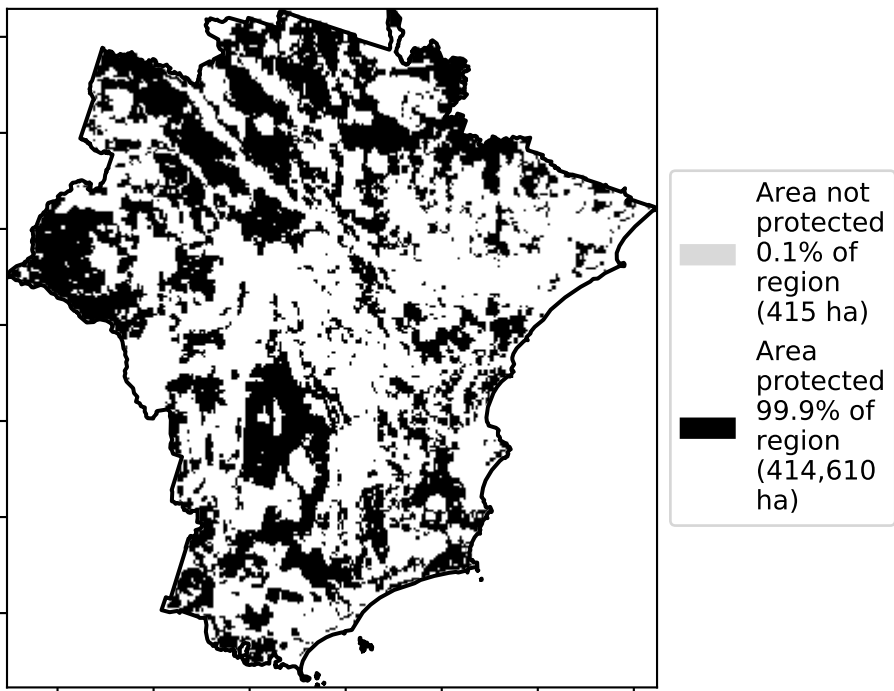 Area not
protected
0.1% of
region
(415 ha)
Area
protected
99.9% of
region
(414,610
ha)